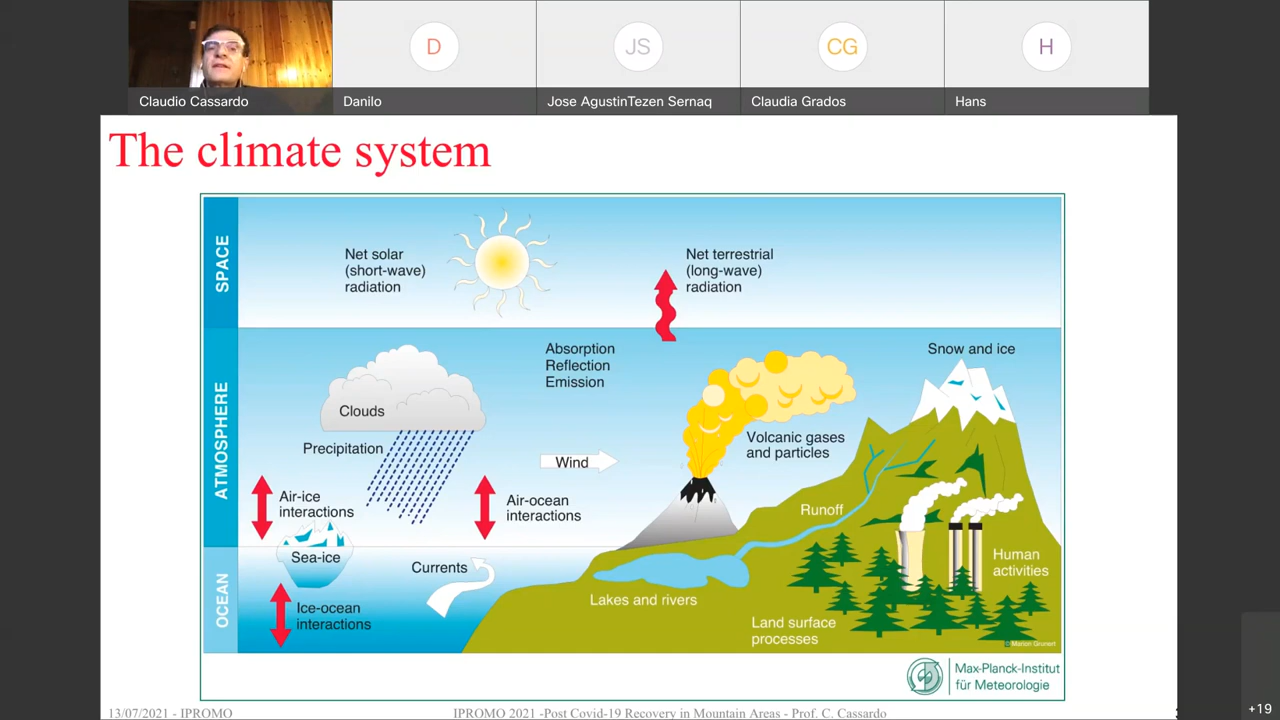 D
JS
CG
H
Claudio Cassardo
Danilo
Jose AgustinTezen Sernaq
Claudia Grados
Hans
The climate system
SPACE
Net solar
(short-wave)
radiation
Net terrestrial
(long-wave)
radiation
ATMOSPHERE
Absorption
Reflection
Emission
Snow and ice
Clouds
Precipitation
Wind
Volcanic gases
and particles
Air-ice
interactions
Air-ocean
interactions
Runoff
OCEAN
Sea-ice
Currents
Human
activities
Ice-ocean
interactions
Lakes and rivers
Land surface
processes
© Marion Grunert
Max-Planck-Institut
für Meteorologie
13/07/2021 - IPROMO
IPROMO 2021 -Post Covid-19 Recovery in Mountain Areas - Prof. C. Cassardo
+19